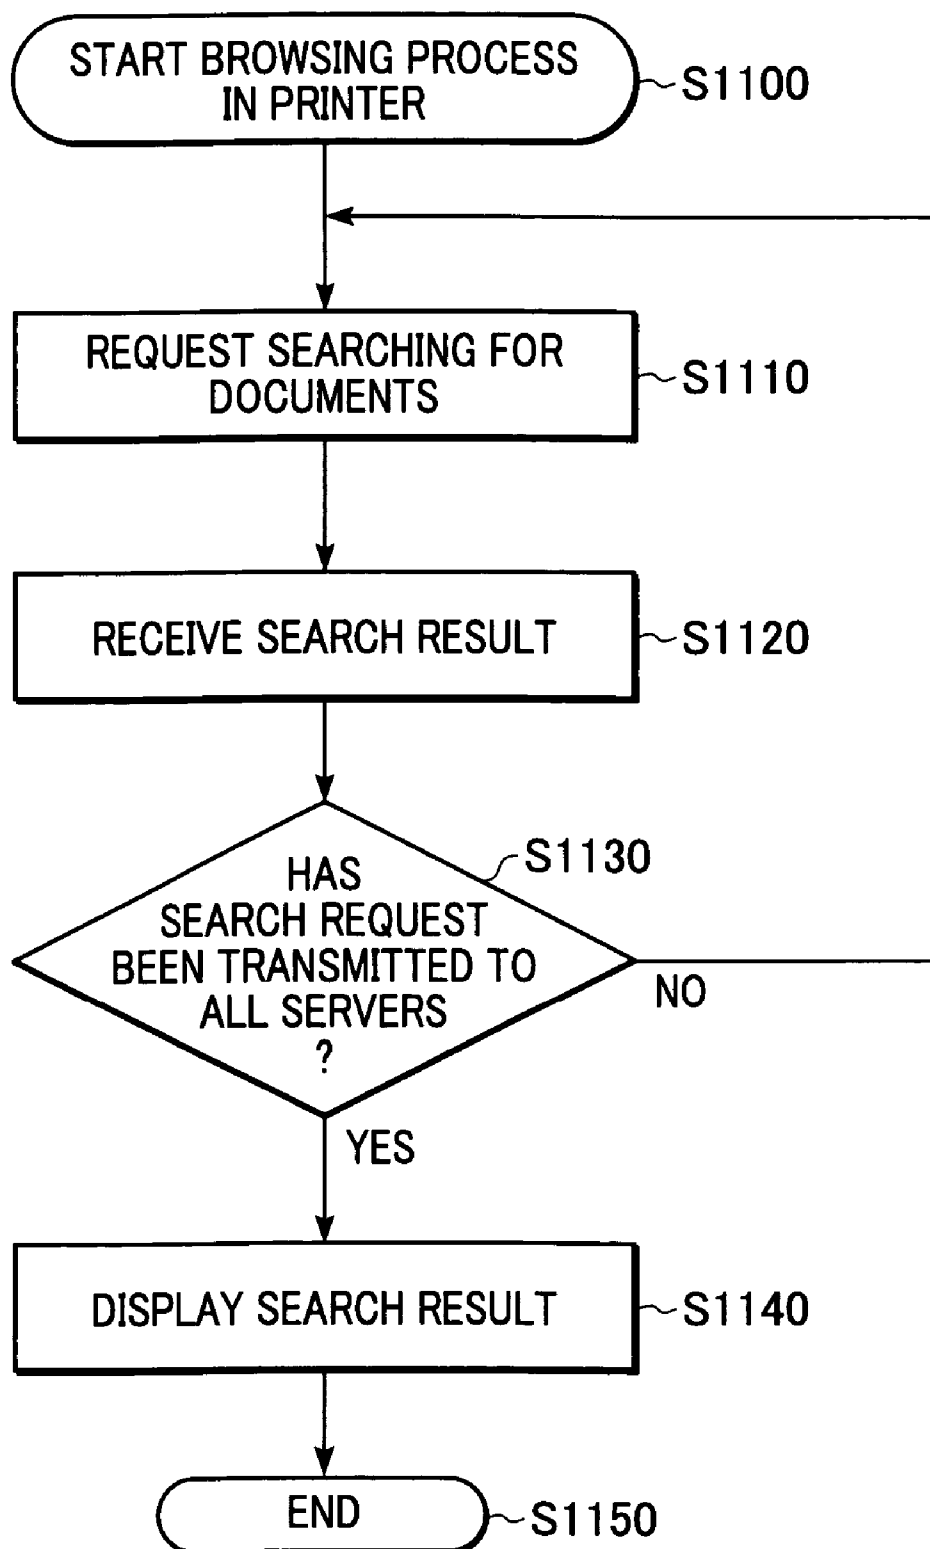 START BROWSING PROCESS
IN PRINTER
S1100
REQUEST SEARCHING FOR
DOCUMENTS
S1110
RECEIVE SEARCH RESULT
S1120
HAS
SEARCH REQUEST
BEEN TRANSMITTED TO
ALL SERVERS
?
S1130
NO
YES
DISPLAY SEARCH RESULT
S1140
END
S1150